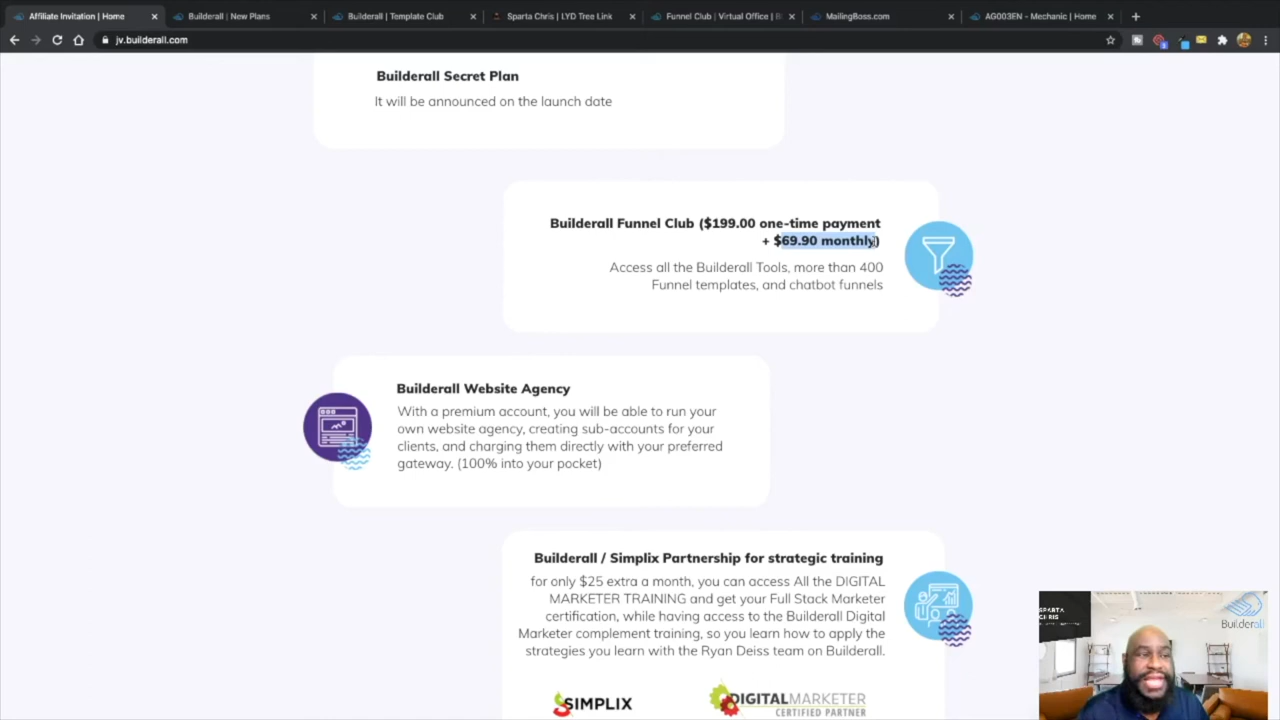 Affiliate Invitation | Home
Builderall | New Plans
Builderall | Template Club
Sparta Chris | LYD Tree Link
Funnel Club | Virtual Office | B
MailingBoss.com
AG003EN - Mechanic | Home
jv.builderall.com
Builderall Secret Plan
It will be announced on the launch date
Builderall Funnel Club ($199.00 one-time payment
+ $69.90 monthly)
Access all the Builderall Tools, more than 400
Funnel templates, and chatbot funnels
Builderall Website Agency
With a premium account, you will be able to run your
own website agency, creating sub-accounts for your
clients, and charging them directly with your preferred
gateway. (100% into your pocket)
Builderall / Simplix Partnership for strategic training
for only $25 extra a month, you can access All the DIGITAL
MARKETER TRAINING and get your Full Stack Marketer
certification, while having access to the Builderall Digital
Marketer complement training, so you learn how to apply the
strategies you learn with the Ryan Deiss team on Builderall.
SIMPLIX
DIGITALMARKETER
CERTIFIED PARTNER
SPARTA
CHRIS
Builderall